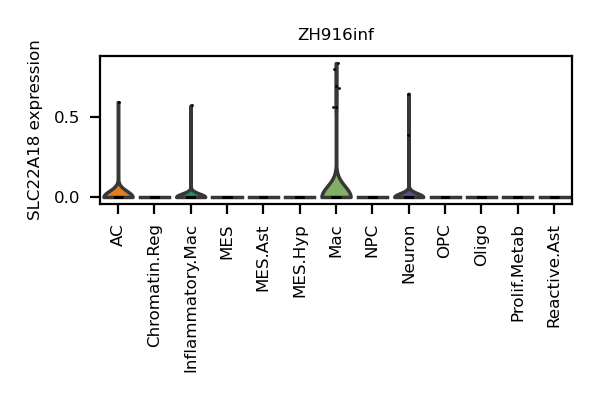 ZH916inf
SLC22A18 expression
0.5
0.0
AC
Chromatin.Reg
Inflammatory.Mac
MES
MES.Ast
MES.Hyp
Mac
NPC
Neuron
OPC
Oligo
Prolif.Metab
Reactive.Ast